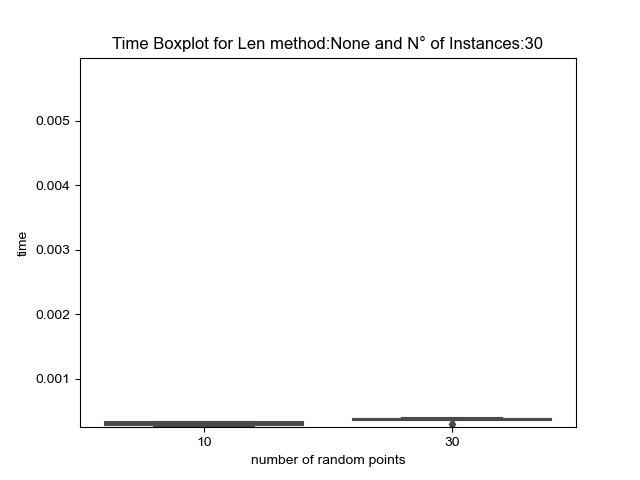 Time Boxplot for Len method:None and N° of Instances:30
0.005
0.004
0.003
0.002
0.001
time
10 30
number of random points